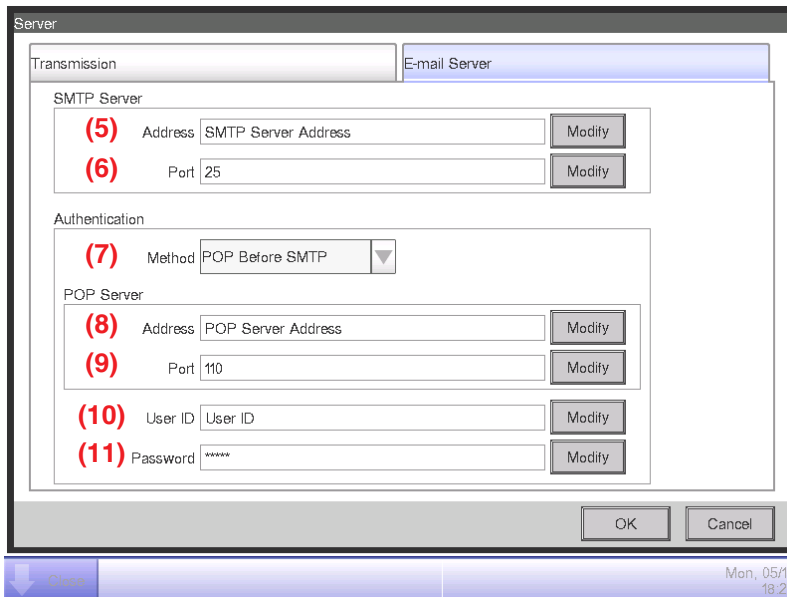 Server
Transmission
E-mail Server
SMTP Server
(5) Address SMTP Server Address Modify
(6) Port 25 Modify
Authentication
(7) Method POP Before SMTP
POP Server
(8) Address POP Server Address Modify
(9) Port 110 Modify
(10) User ID User ID Modify
(11) Password ***** Modify
OK Cancel
Close
Mon, 05/1
18:2